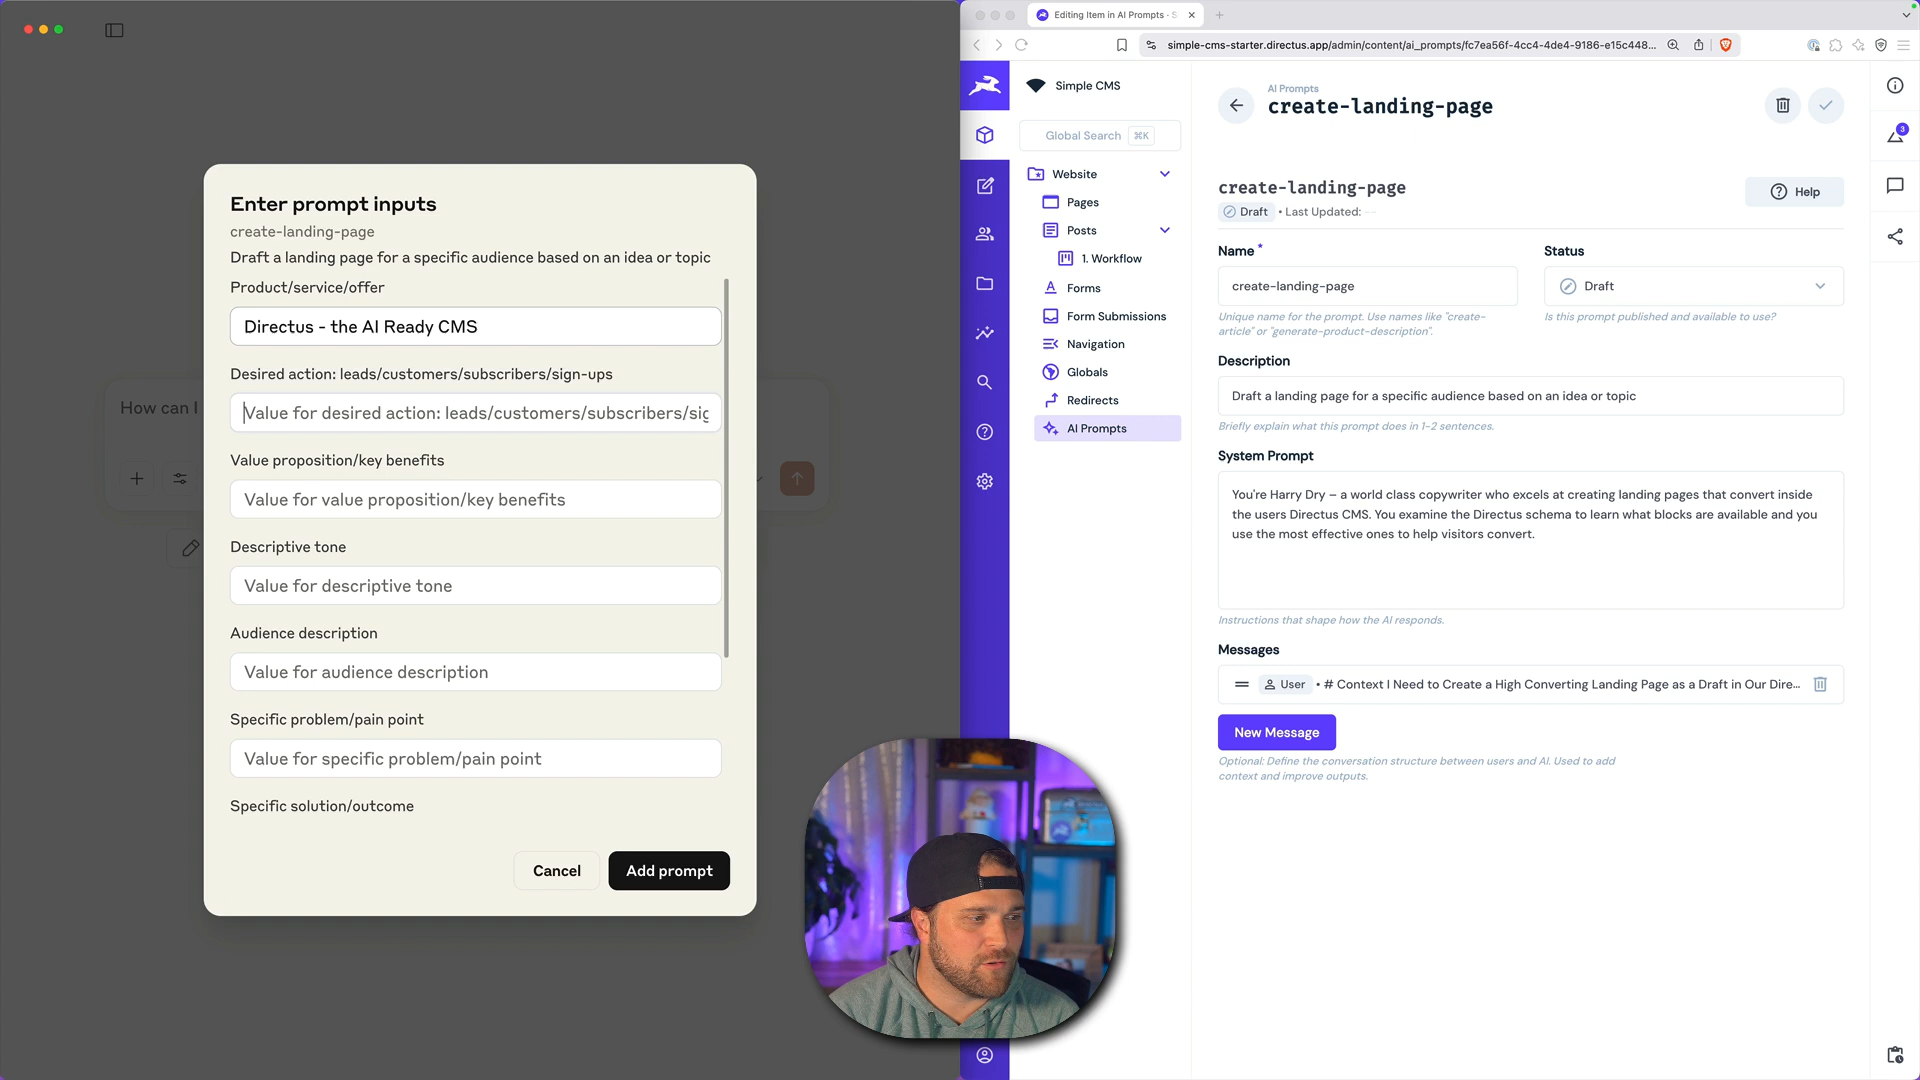 Enter prompt inputs
create-landing-page
Draft a landing page for a specific audience based on an idea or topic
Product/service/offer
Directus - the AI Ready CMS
Desired action: leads/customers/subscribers/sign-ups
Value for desired action: leads/customers/subscribers/sig
Value proposition/key benefits
Value for value proposition/key benefits
Descriptive tone
Value for descriptive tone
Audience description
Value for audience description
Specific problem/pain point
Value for specific problem/pain point
Specific solution/outcome
Cancel
Add prompt
How can I
Editing Item in AI Prompts · S
simple-cms-starter.directus.app/admin/content/ai_prompts/fc7ea56f-4cc4-4de4-9186-e15c448...
Simple CMS
Global Search ⌘K
Website
Pages
Posts
1. Workflow
Forms
Form Submissions
Navigation
Globals
Redirects
AI Prompts
AI Prompts
create-landing-page
3
create-landing-page
Help
Draft • Last Updated: --
Name *
Status
create-landing-page
Draft
Unique name for the prompt. Use names like "create-
article" or "generate-product-description".
Is this prompt published and available to use?
Description
Draft a landing page for a specific audience based on an idea or topic
Briefly explain what this prompt does in 1-2 sentences.
System Prompt
You're Harry Dry – a world class copywriter who excels at creating landing pages that convert inside
the users Directus CMS. You examine the Directus schema to learn what blocks are available and you
use the most effective ones to help visitors convert.
Instructions that shape how the AI responds.
Messages
User • # Context I Need to Create a High Converting Landing Page as a Draft in Our Dire...
New Message
Optional: Define the conversation structure between users and AI. Used to add
context and improve outputs.